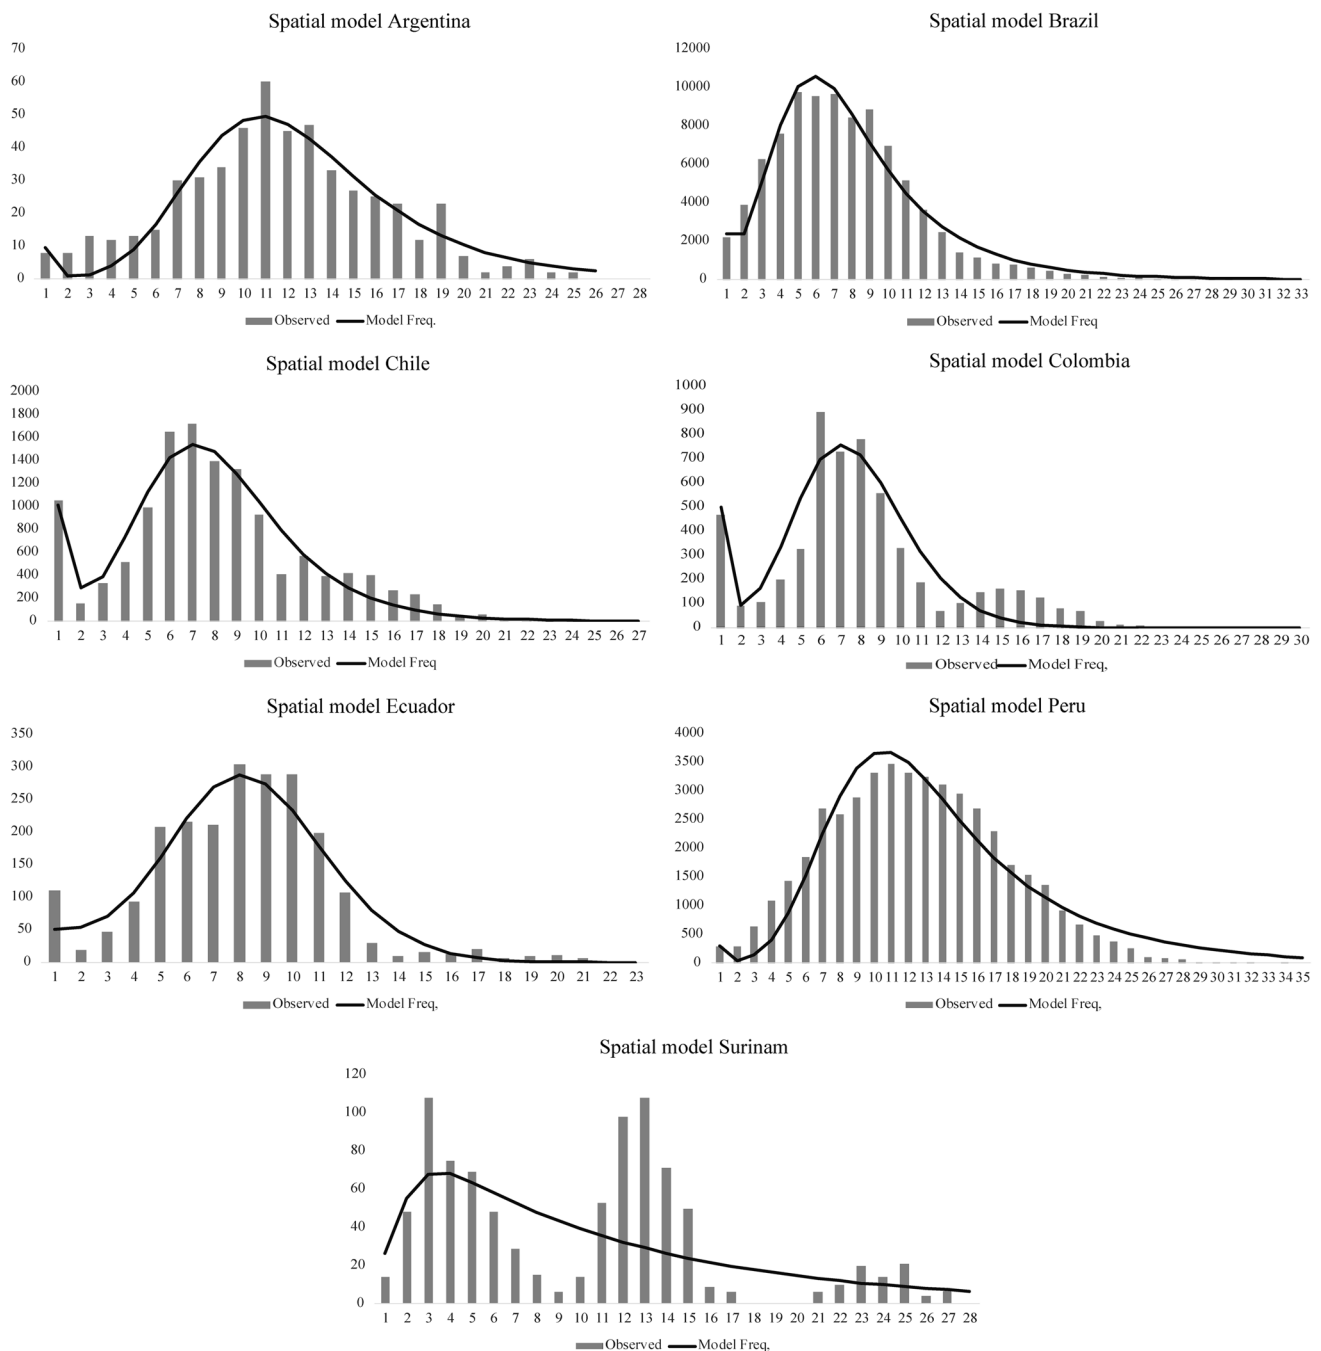 Spatial model Argentina
70
60
50
40
30
20
10
0
1 2 3 4 5 6 7 8 9 10 11 12 13 14 15 16 17 18 19 20 21 22 23 24 25 26 27 28
Observed Model Freq.
Spatial model Brazil
12000
10000
8000
6000
4000
2000
0
1 2 3 4 5 6 7 8 9 10 11 12 13 14 15 16 17 18 19 20 21 22 23 24 25 26 27 28 29 30 31 32 33
Observed Model Freq
Spatial model Chile
2000
1800
1600
1400
1200
1000
800
600
400
200
0
1 2 3 4 5 6 7 8 9 10 11 12 13 14 15 16 17 18 19 20 21 22 23 24 25 26 27
Observed Model Freq
Spatial model Colombia
1000
900
800
700
600
500
400
300
200
100
0
1 2 3 4 5 6 7 8 9 10 11 12 13 14 15 16 17 18 19 20 21 22 23 24 25 26 27 28 29 30
Observed Model Freq,
Spatial model Ecuador
350
300
250
200
150
100
50
0
1 2 3 4 5 6 7 8 9 10 11 12 13 14 15 16 17 18 19 20 21 22 23
Observed Model Freq,
Spatial model Peru
4000
3500
3000
2500
2000
1500
1000
500
0
1 2 3 4 5 6 7 8 9 10 11 12 13 14 15 16 17 18 19 20 21 22 23 24 25 26 27 28 29 30 31 32 33 34 35
Observed Model Freq,
Spatial model Surinam
120
100
80
60
40
20
0
1 2 3 4 5 6 7 8 9 10 11 12 13 14 15 16 17 18 19 20 21 22 23 24 25 26 27 28
Observed Model Freq,